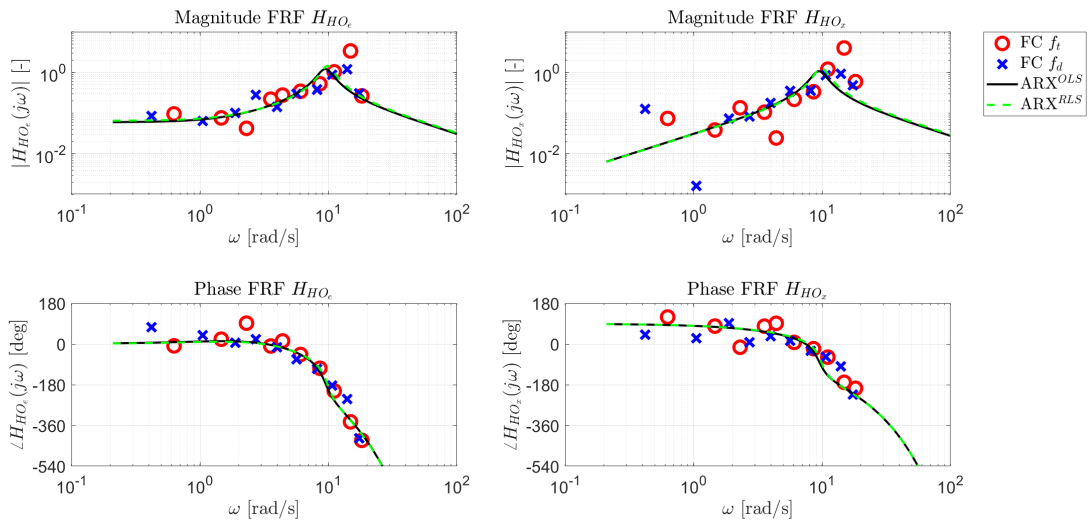 Magnitude FRF $H_{HO_e}$
|$H_{HO_e}(j\omega)$| [-]
10^0
10^{-2}
10^{-1} 10^0 10^1 10^2
ω [rad/s]
Magnitude FRF $H_{HO_x}$
|$H_{HO_x}(j\omega)$| [-]
10^0
10^{-2}
10^{-1} 10^0 10^1 10^2
ω [rad/s]
FC $f_t$
FC $f_d$
ARX^{OLS}
ARX^{RLS}
Phase FRF $H_{HO_e}$
∠$H_{HO_e}(j\omega)$ [deg]
180
0
-180
-360
-540
10^{-1} 10^0 10^1 10^2
ω [rad/s]
Phase FRF $H_{HO_x}$
∠$H_{HO_x}(j\omega)$ [deg]
180
0
-180
-360
-540
10^{-1} 10^0 10^1 10^2
ω [rad/s]